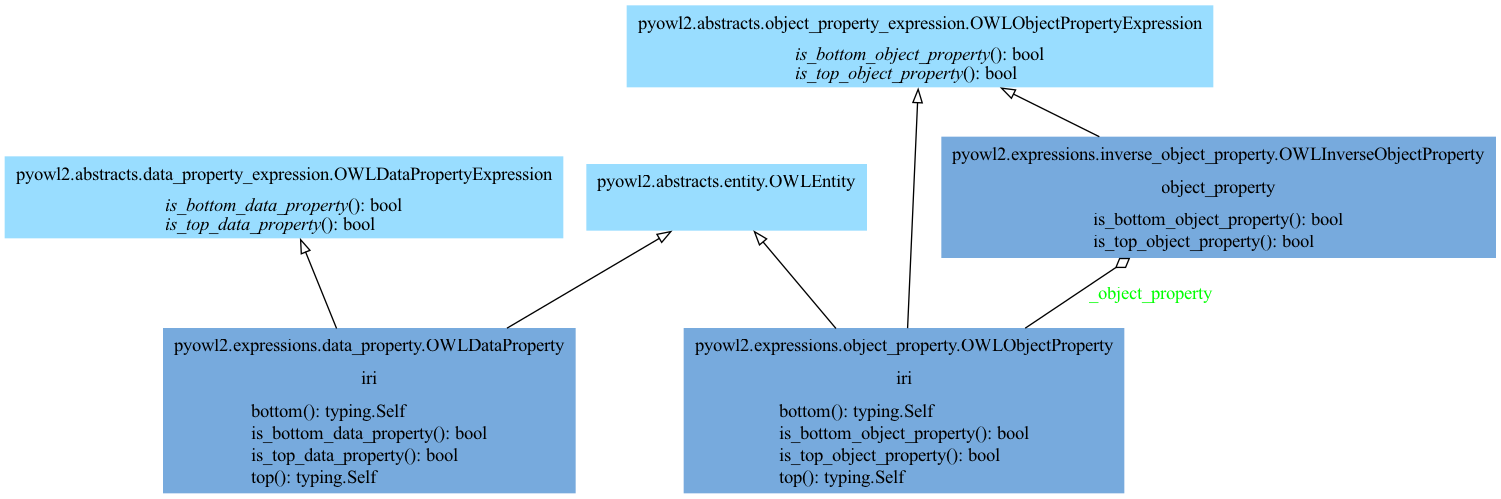 pyowl2.abstracts.object_property_expression.OWLObjectPropertyExpression
is_bottom_object_property(): bool
is_top_object_property(): bool
pyowl2.expressions.inverse_object_property.OWLInverseObjectProperty
object_property
is_bottom_object_property(): bool
is_top_object_property(): bool
pyowl2.abstracts.data_property_expression.OWLDataPropertyExpression
is_bottom_data_property(): bool
is_top_data_property(): bool
pyowl2.abstracts.entity.OWLEntity
_object_property
pyowl2.expressions.data_property.OWLDataProperty
iri
bottom(): typing.Self
is_bottom_data_property(): bool
is_top_data_property(): bool
top(): typing.Self
pyowl2.expressions.object_property.OWLObjectProperty
iri
bottom(): typing.Self
is_bottom_object_property(): bool
is_top_object_property(): bool
top(): typing.Self